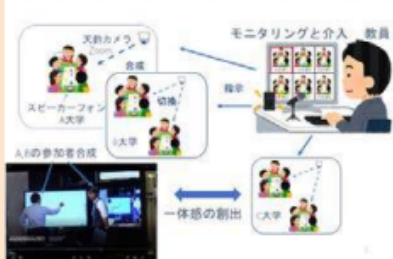 モニタリングと介入 教員
天釣カメラ
Zoom
合成
スピーカーフォン
A大学
切換
B大学
指示
A,Bの参加者合成
一体感の創出
C大学